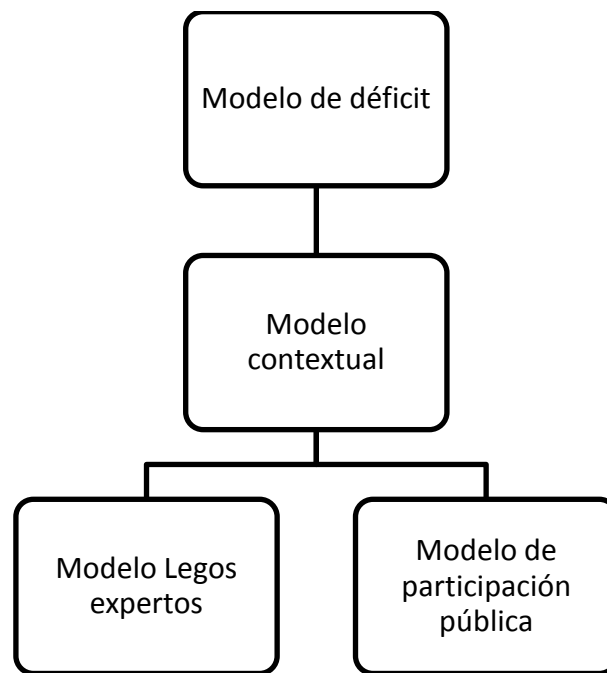 Modelo de déficit
Modelo
contextual
Modelo Legos
expertos
Modelo de
participación
pública